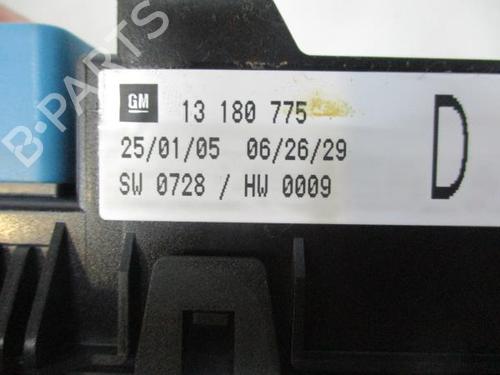 GM 13 180 775
25/01/05 06/26/29
SW 0728 / HW 0009
D
B-PARTS